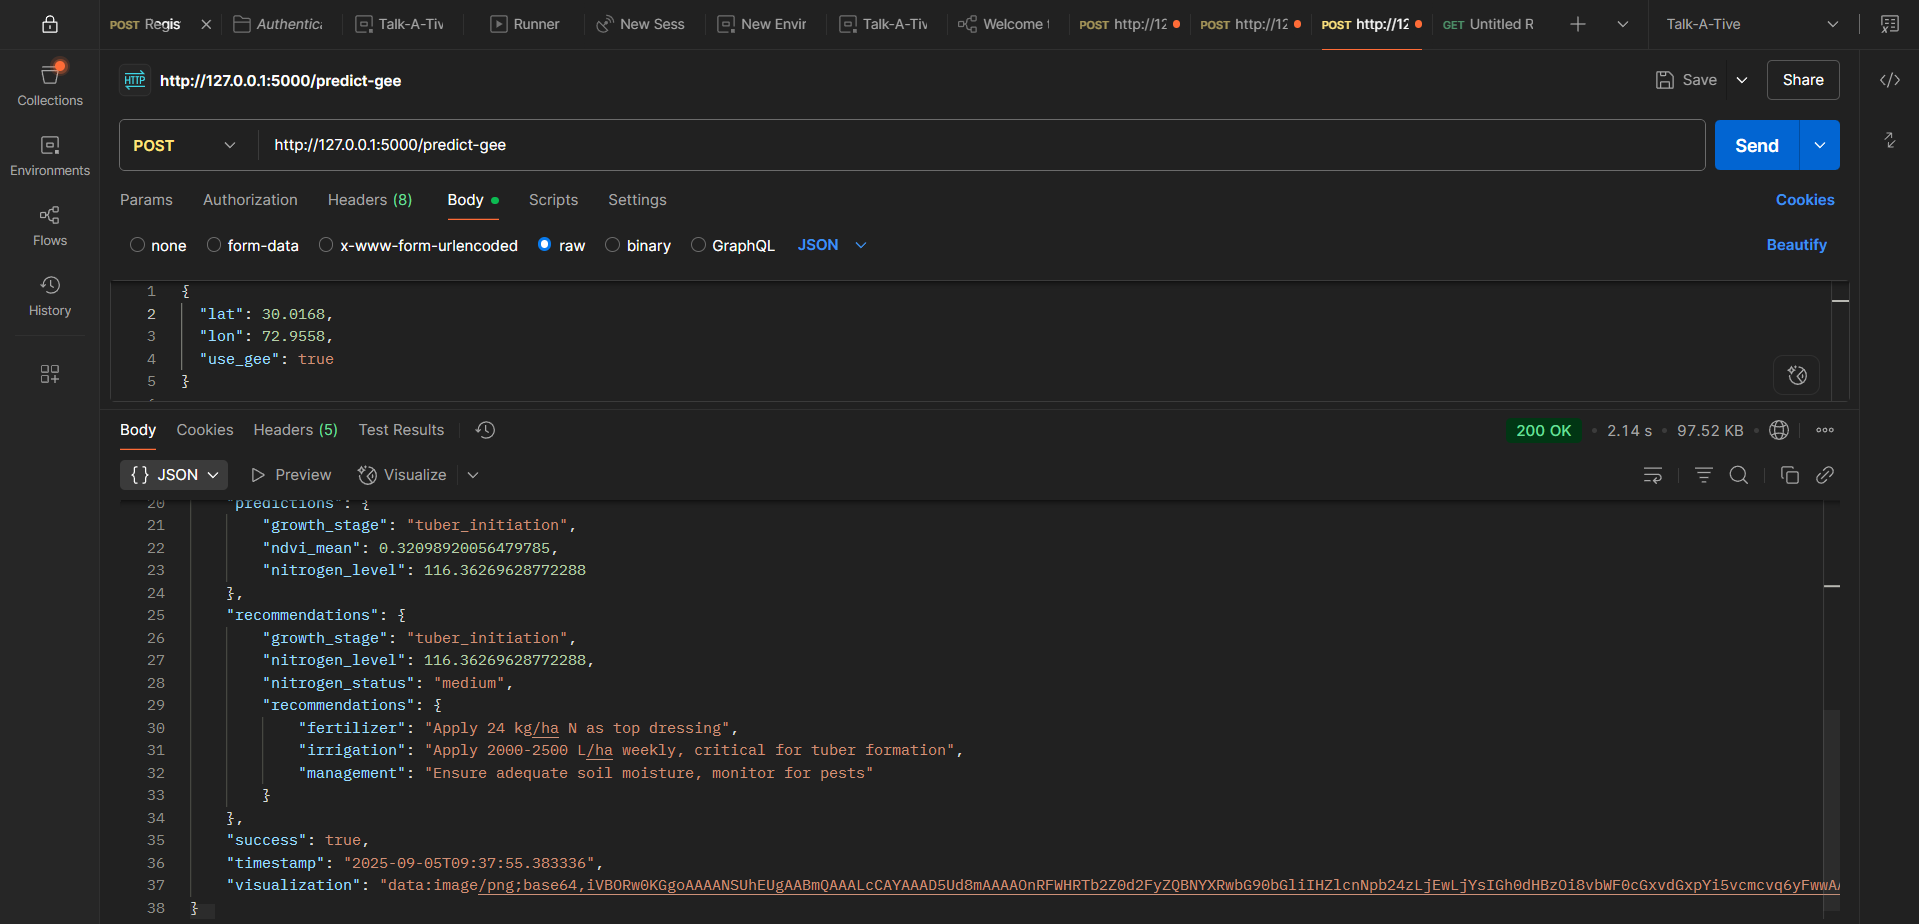 POST Regis
Authentica
Talk-A-Tiv
Runner
New Sess
New Envir
Talk-A-Tiv
Welcome
POST http://12
POST http://12
POST http://12
GET Untitled R
Talk-A-Tive
Collections
Environments
Flows
History
HTTP http://127.0.0.1:5000/predict-gee
Save
Share
POST http://127.0.0.1:5000/predict-gee
Send
Params Authorization Headers (8) Body Scripts Settings
Cookies
none form-data x-www-form-urlencoded raw binary GraphQL JSON
Beautify
1 {
2 "lat": 30.0168,
3 "lon": 72.9558,
4 "use_gee": true
5 }
Body Cookies Headers (5) Test Results
200 OK • 2.14 s • 97.52 KB
{} JSON Preview Visualize
20 "predictions": {
21 "growth_stage": "tuber_initiation",
22 "ndvi_mean": 0.32098920056479785,
23 "nitrogen_level": 116.36269628772288
24 },
25 "recommendations": {
26 "growth_stage": "tuber_initiation",
27 "nitrogen_level": 116.36269628772288,
28 "nitrogen_status": "medium",
29 "recommendations": {
30 "fertilizer": "Apply 24 kg/ha N as top dressing",
31 "irrigation": "Apply 2000-2500 L/ha weekly, critical for tuber formation",
32 "management": "Ensure adequate soil moisture, monitor for pests"
33 }
34 },
35 "success": true,
36 "timestamp": "2025-09-05T09:37:55.383336",
37 "visualization": "data:image/png;base64,iVBORw0KGgoAAAANSUhEUgAABmQAAALcCAYAAAD5Ud8mAAAAOnRFWHRTb2Z0d2FyZQBNYXRwbG90bGliIHZlcnNpb24zLjEwLjYsIGh0dHBzOi8vbWF0cGxvdGxpYi5vcmcvq6yFwwAA
38 }